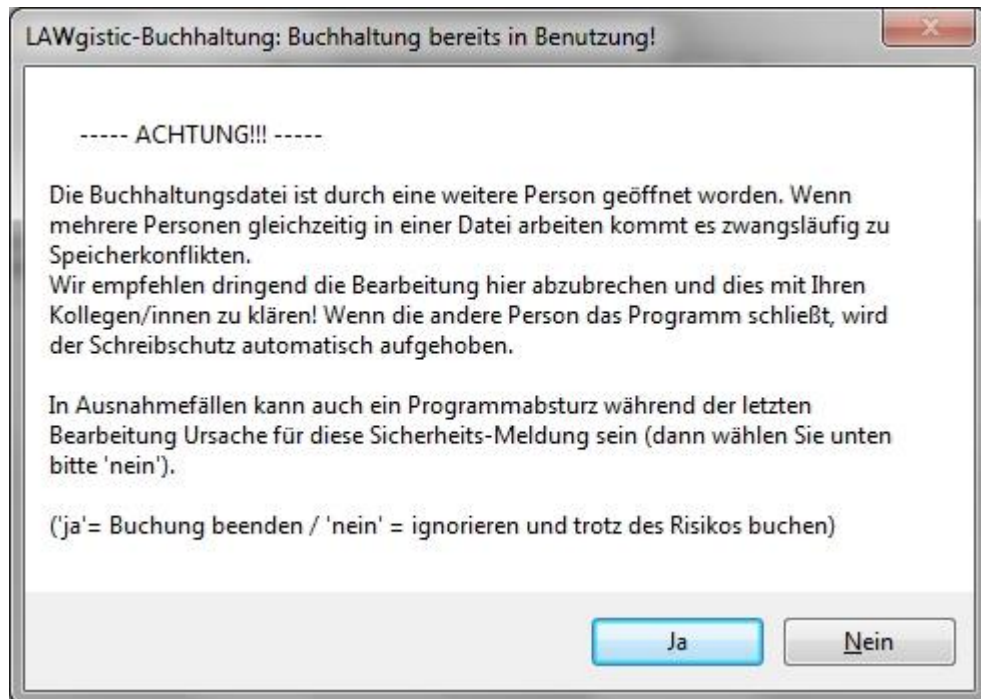 LAWgistic-Buchhaltung: Buchhaltung bereits in Benutzung!
----- ACHTUNG!!! -----
Die Buchhaltungsdatei ist durch eine weitere Person geöffnet worden. Wenn
mehrere Personen gleichzeitig in einer Datei arbeiten kommt es zwangsläufig zu
Speicherkonflikten.
Wir empfehlen dringend die Bearbeitung hier abzubrechen und dies mit Ihren
Kollegen/innen zu klären! Wenn die andere Person das Programm schließt, wird
der Schreibschutz automatisch aufgehoben.
In Ausnahmefällen kann auch ein Programmabsturz während der letzten
Bearbeitung Ursache für diese Sicherheits-Meldung sein (dann wählen Sie unten
bitte 'nein').
('ja'= Buchung beenden / 'nein' = ignorieren und trotz des Risikos buchen)
Ja
Nein